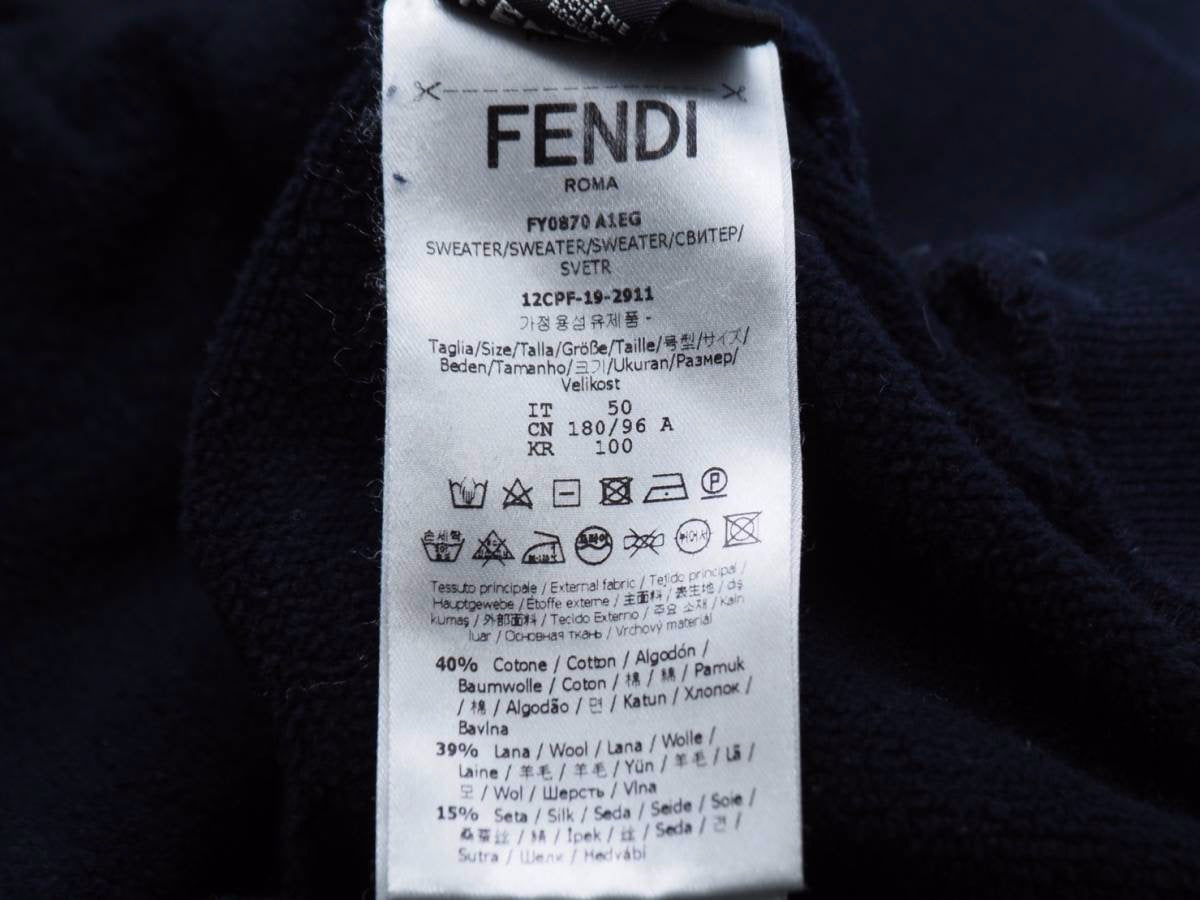 FENDI
ROMA
FY0870 A1EG
SWEATER/SWEATER/SWEATER/СВИТЕР/
SVETR
12CPF-19-2911
가정용섬유제품 -
Taglia/Size/Talla/Größe/Taille/号型/サイズ/
Beden/Tamanho/크기/Ukuran/Размер/
Velikost
IT 50
CN 180/96 A
KR 100
P
손세탁
드라이
Tessuto principale / External fabric / Tejido principal /
Hauptgewebe / Étoffe externe / 主面料 / 表生地 / dış
kumaş / 外部面料 / Tecido Externo / 주요 소재 / Kain
luar / Основная ткань / Vrchový materiál
40% Cotone / Cotton / Algodón /
Baumwolle / Coton / 棉 / 綿 / Pamuk
/ 棉 / Algodão / 면 / Katun / Хлопок /
Bavlna
39% Lana / Wool / Lana / Wolle /
Laine / 羊毛 / 羊毛 / Yün / 羊毛 / Lã /
모 / Wol / Шерсть / Vlna
15% Seta / Silk / Seda / Seide / Soie /
桑蚕丝 / 絹 / İpek / 丝 / Seda / 견 /
Sutra / Шелк / Hedvábí